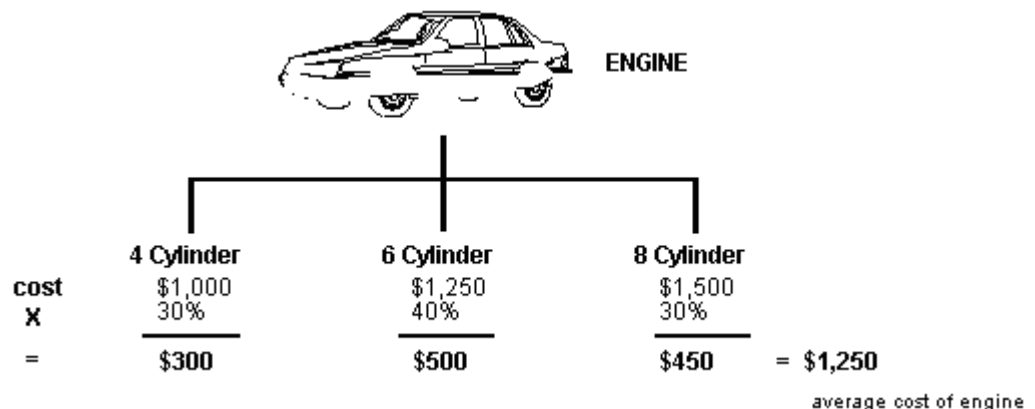 ENGINE
4 Cylinder 6 Cylinder 8 Cylinder
cost $1,000 $1,250 $1,500
X 30% 40% 30%
= $300 $500 $450 = $1,250
average cost of engine